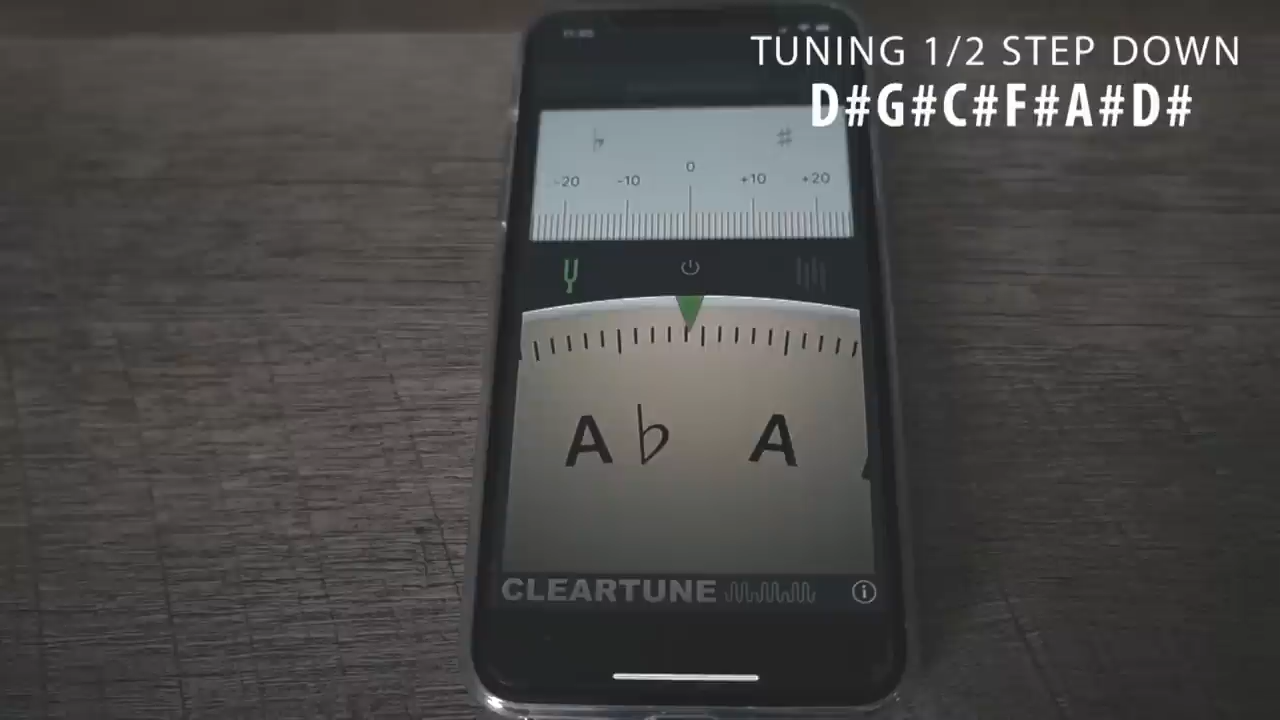 TUNING 1/2 STEP DOWN
D#G#C#F#A#D#
♭ ♯
-20 -10 0 +10 +20
A♭ A
CLEARTUNE